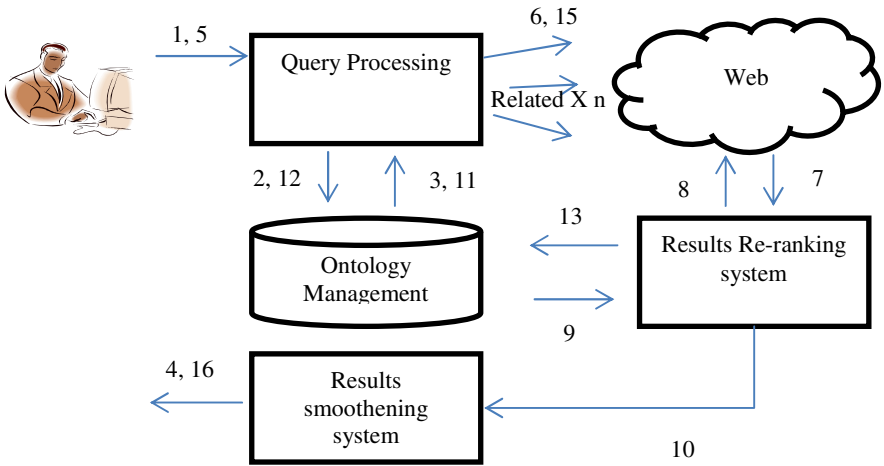 1, 5
6, 15
Query Processing
Web
Related X n
2, 12
3, 11
8
7
13
Results Re-ranking
system
Ontology
Management
9
4, 16
Results
smoothening
system
10